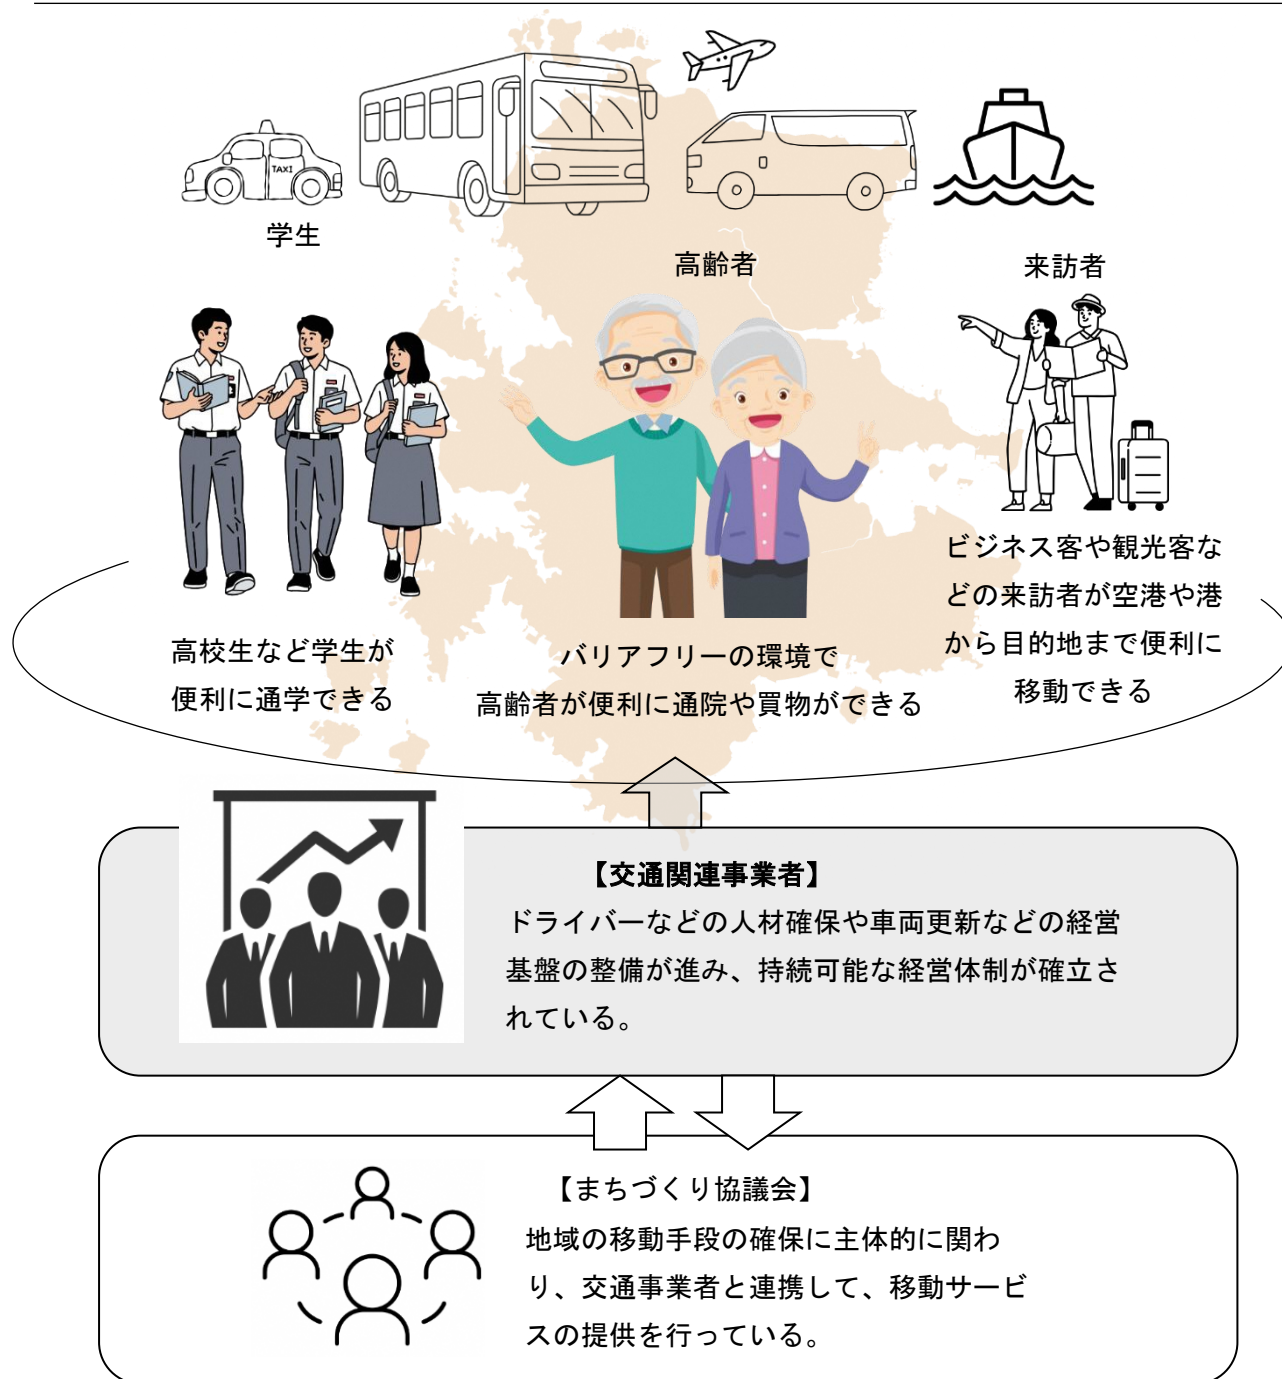 TAXI
学生
高齢者
来訪者
高校生など学生が
便利に通学できる
バリアフリーの環境で
高齢者が便利に通院や買物ができる
ビジネス客や観光客な
どの来訪者が空港や港
から目的地まで便利に
移動できる
【交通関連事業者】
ドライバーなどの人材確保や車両更新などの経営
基盤の整備が進み、持続可能な経営体制が確立さ
れている。
【まちづくり協議会】
地域の移動手段の確保に主体的に関わ
り、交通事業者と連携して、移動サービ
スの提供を行っている。